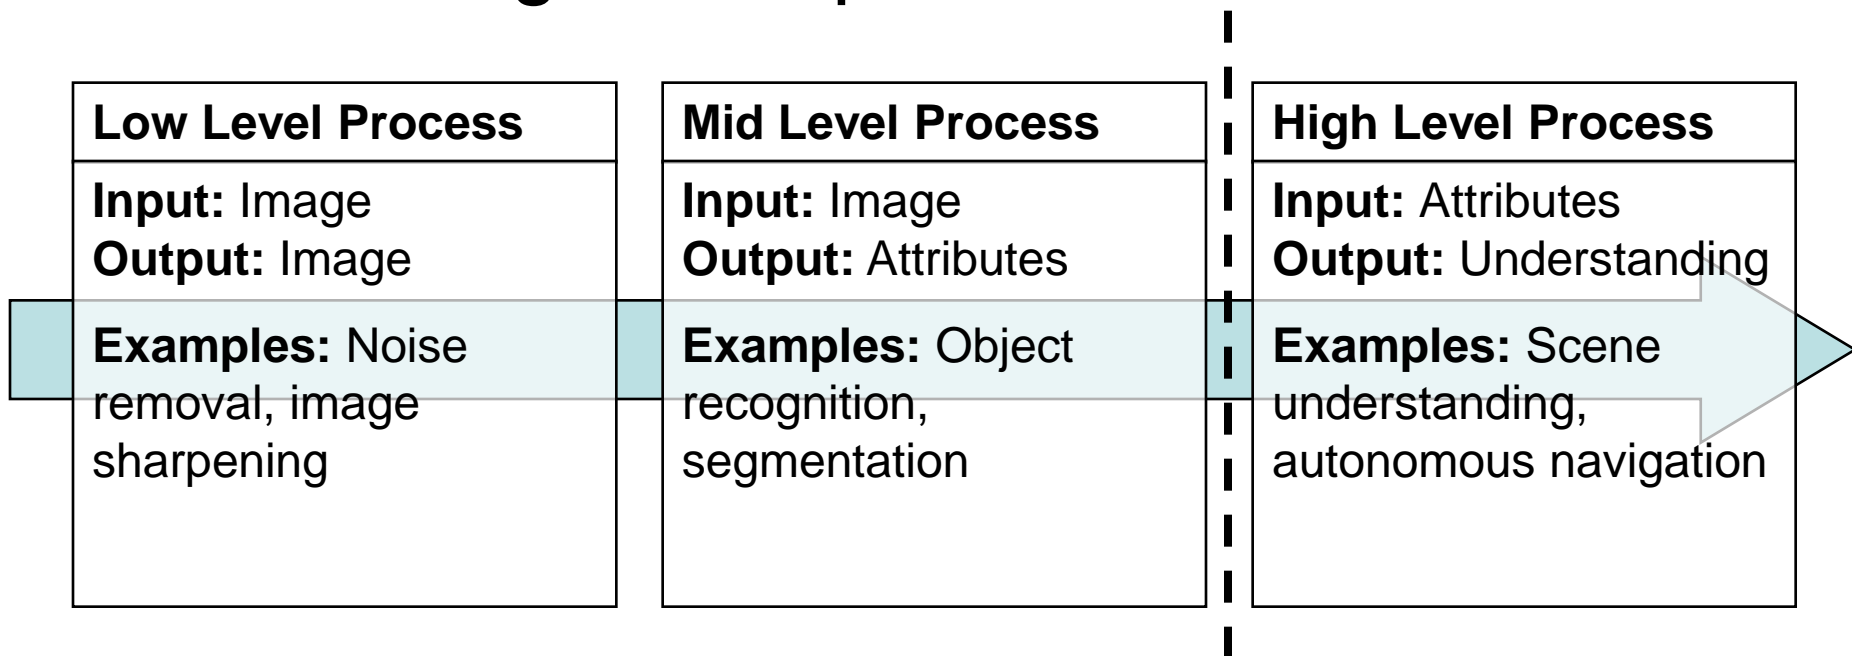 Low Level Process
Input: Image
Output: Image
Examples: Noise
removal, image
sharpening
Mid Level Process
Input: Image
Output: Attributes
Examples: Object
recognition,
segmentation
High Level Process
Input: Attributes
Output: Understanding
Examples: Scene
understanding,
autonomous navigation